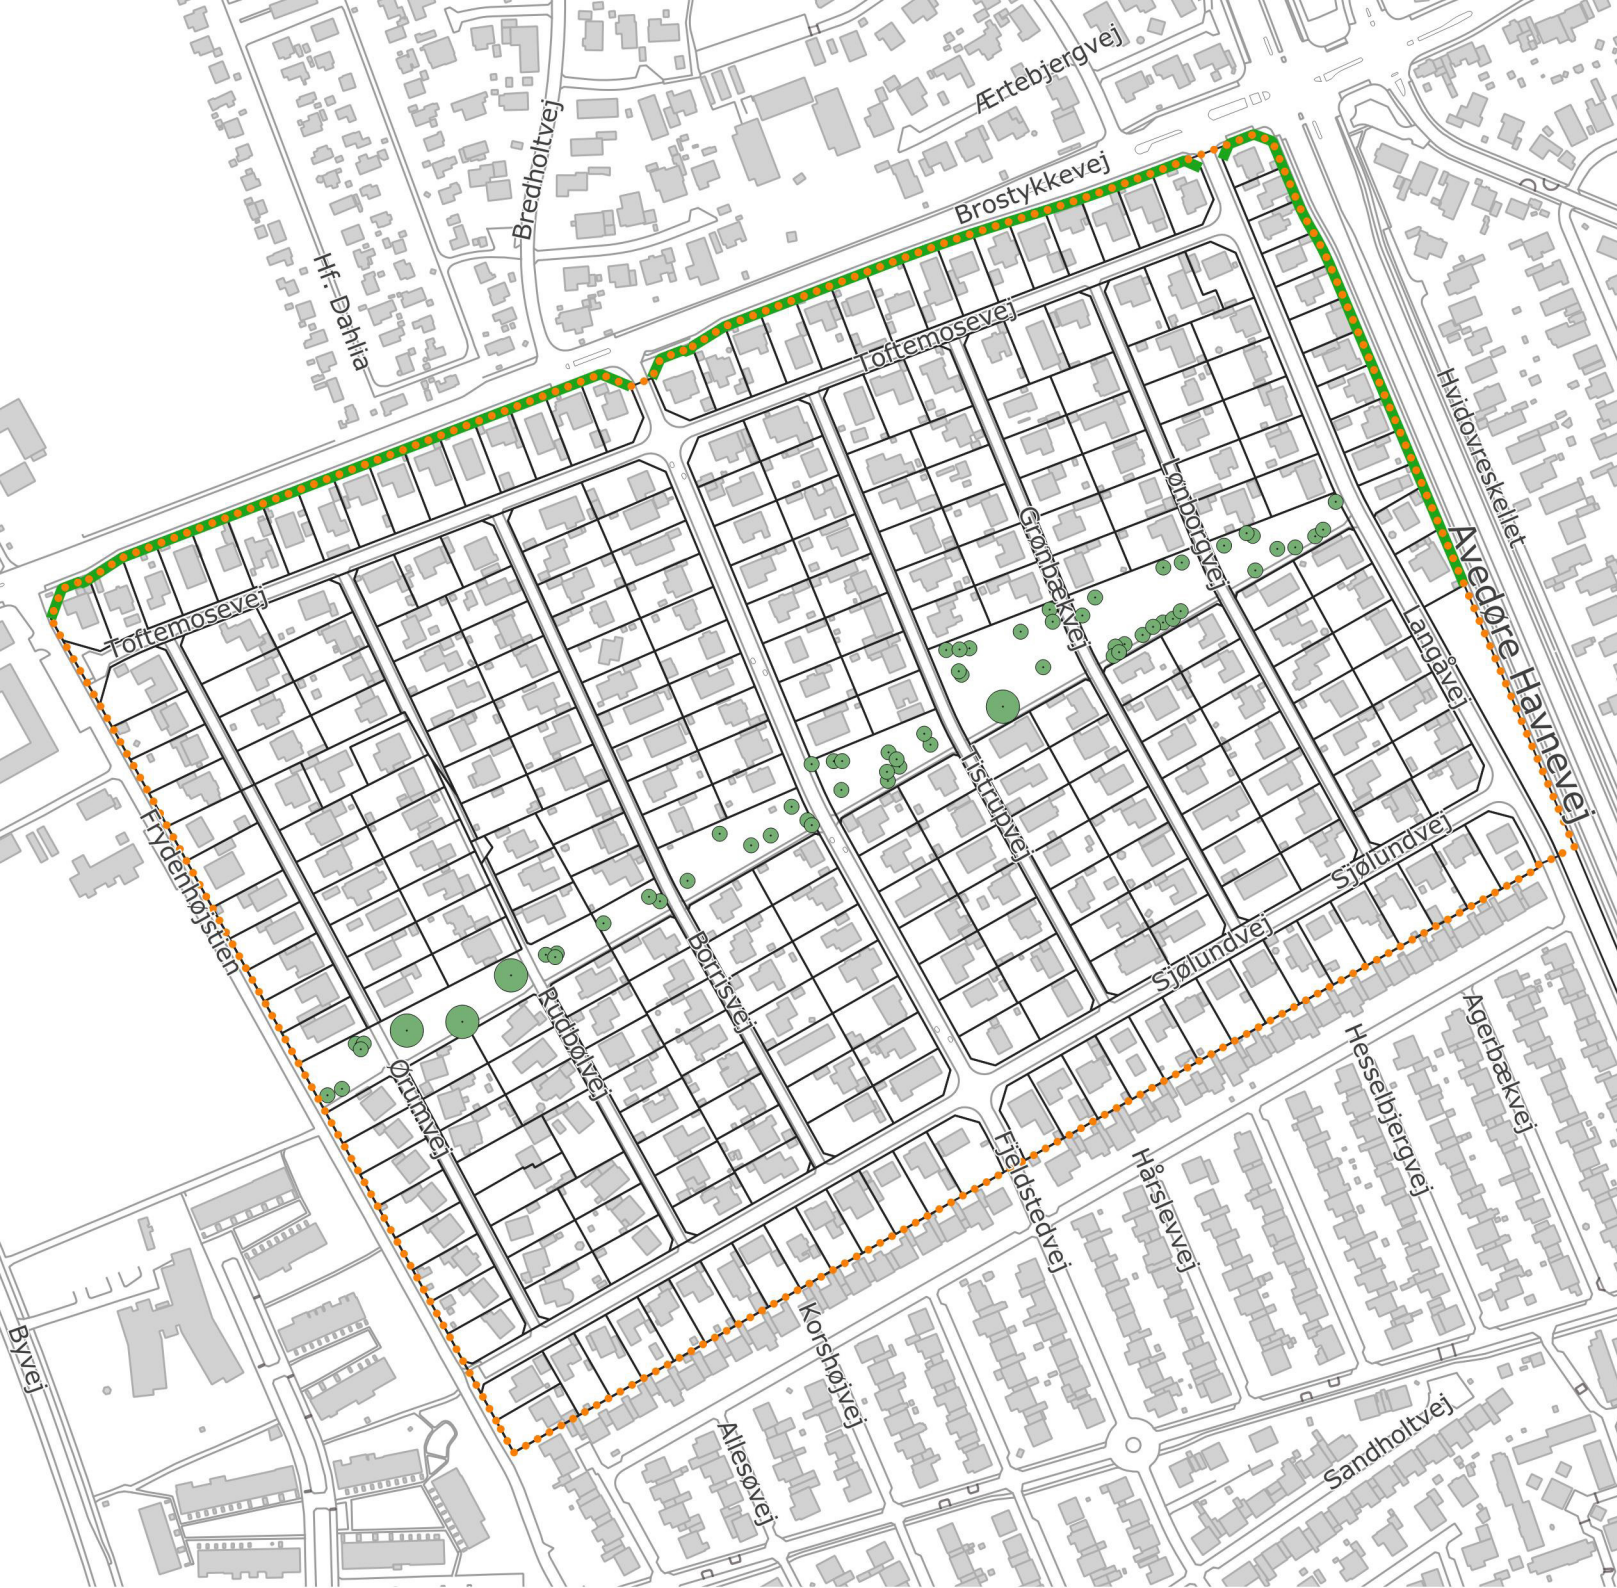 Ærtebjergvej
Bredholtvej
Brostykkevej
Hf. Dahlia
Toftemosevej
Hvidovreskellet
Lønborgvej
Grønbækvej
Avedøre Havnevej
Toftemosevej
Langåvej
Tistrupvej
Frydenhøjstien
Sjølundvej
Borrisvej
Sjølundvej
Rudbølvej
Agerbækvej
Hesselbjergvej
Ørumvej
Fjeldstedvej
Hårslevvej
Korshøjvej
Byvej
Sandholtvej
Allesøvej